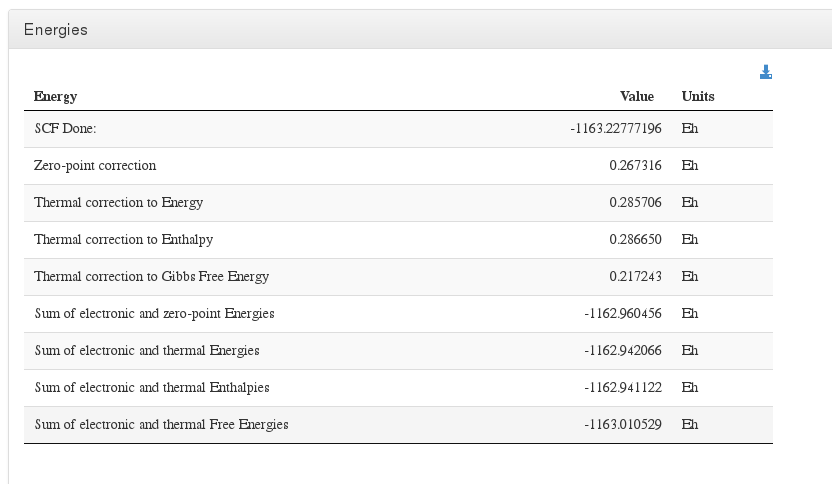 Energies
Energy Value Units
SCF Done: -1163.22777196 Eh
Zero-point correction 0.267316 Eh
Thermal correction to Energy 0.285706 Eh
Thermal correction to Enthalpy 0.286650 Eh
Thermal correction to Gibbs Free Energy 0.217243 Eh
Sum of electronic and zero-point Energies -1162.960456 Eh
Sum of electronic and thermal Energies -1162.942066 Eh
Sum of electronic and thermal Enthalpies -1162.941122 Eh
Sum of electronic and thermal Free Energies -1163.010529 Eh